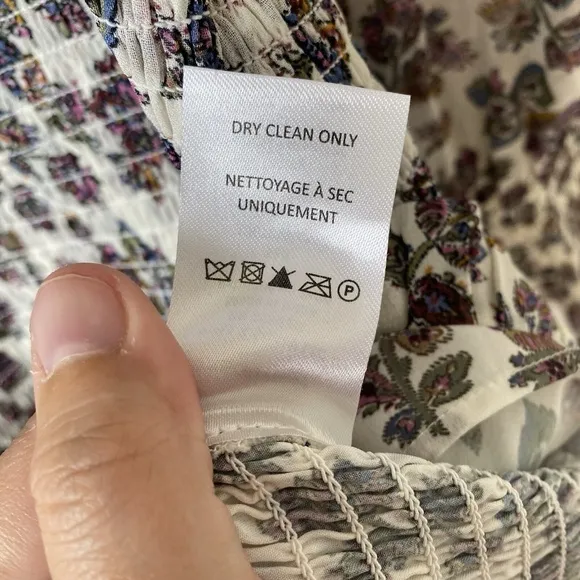 DRY CLEAN ONLY
NETTOYAGE À SEC
UNIQUEMENT
P